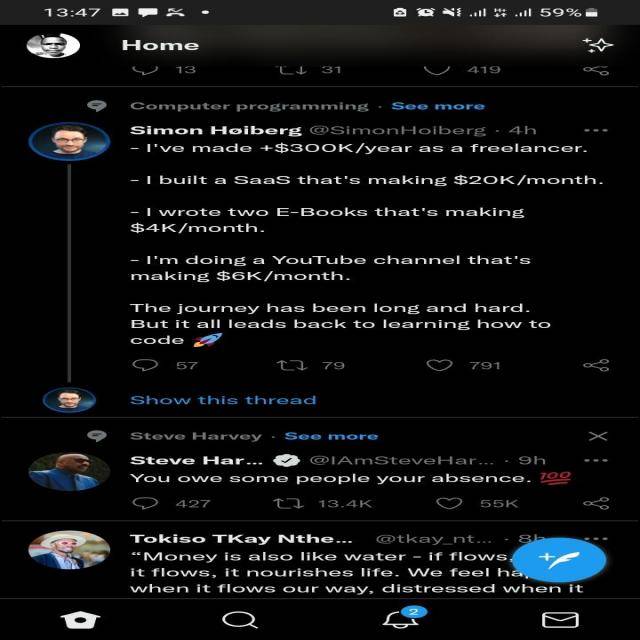 13:47 59%
Home
13 31 419
Computer programming · See more
Simon Høiberg @SimonHoiberg · 4h
- I've made +$300K/year as a freelancer.
- I built a SaaS that's making $20K/month.
- I wrote two E-Books that's making
$4K/month.
- I'm doing a YouTube channel that's
making $6K/month.
The journey has been long and hard.
But it all leads back to learning how to
code 🚀
57 79 791
Show this thread
Steve Harvey · See more
Steve Har... @IAmSteveHar... · 9h
You owe some people your absence. 💯
427 13.4K 55K
Tokiso TKay Nthe... @tkay_nt... · 8h
“Money is also like water - if flows.
it flows, it nourishes life. We feel
when it flows our way, distressed when it
2